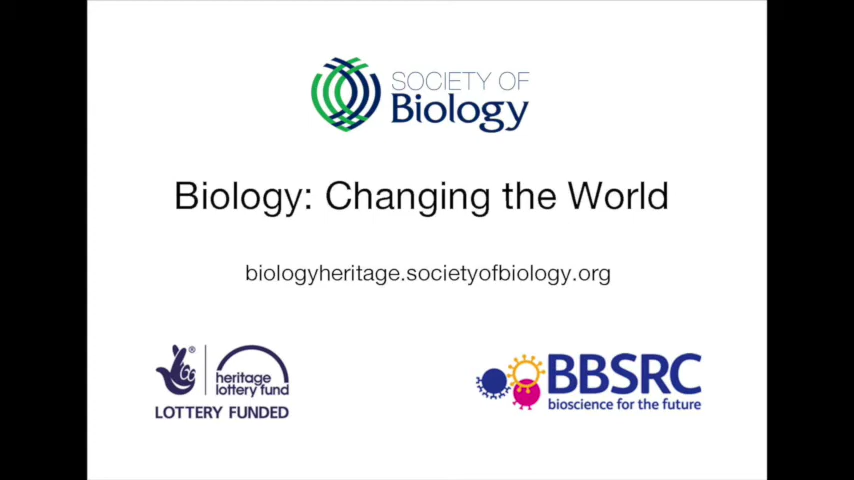 SOCIETY OF
Biology
Biology: Changing the World
biologyheritage.societyofbiology.org
®
heritage
lottery fund
LOTTERY FUNDED
BBSRC
bioscience for the future